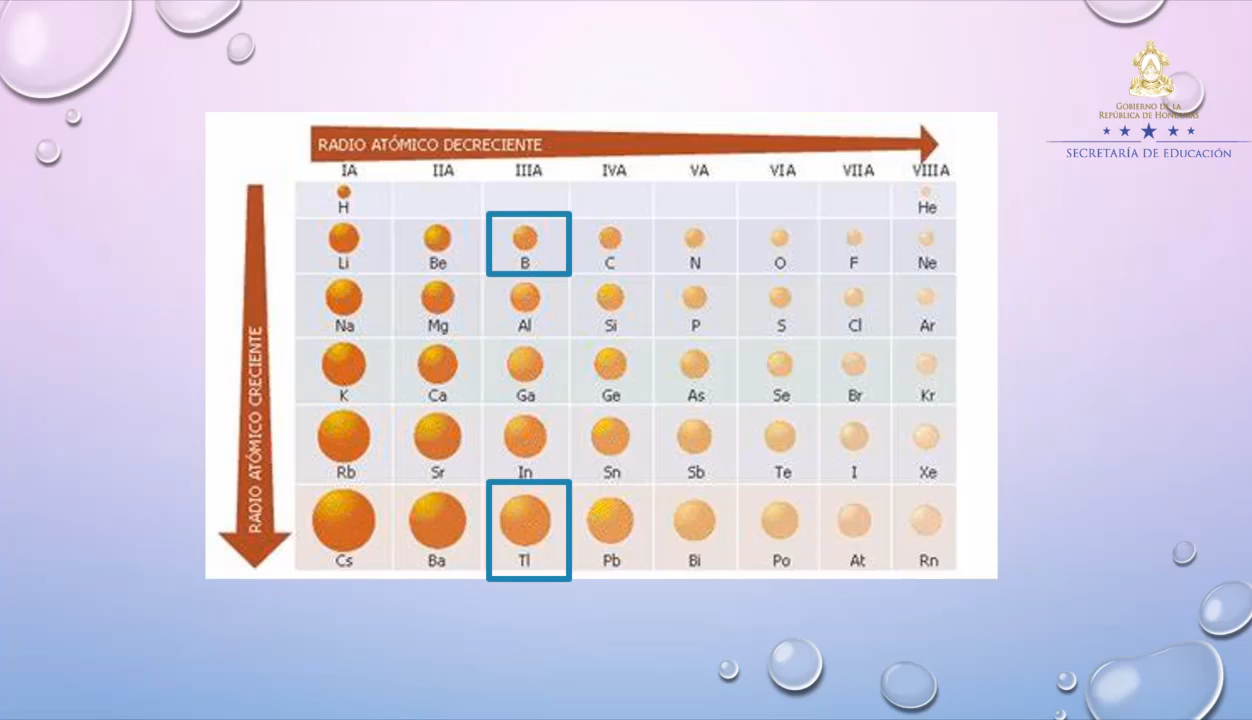 GOBIERNO DE LA
REPÚBLICA DE HONDURAS
SECRETARÍA DE EDUCACIÓN
RADIO ATÓMICO DECRECIENTE
IA IIA IIIA IVA VA VIA VIIA VIIIA
RADIO ATÓMICO CRECIENTE
H He
Li Be B C N O F Ne
Na Mg Al Si P S Cl Ar
K Ca Ga Ge As Se Br Kr
Rb Sr In Sn Sb Te I Xe
Cs Ba Tl Pb Bi Po At Rn